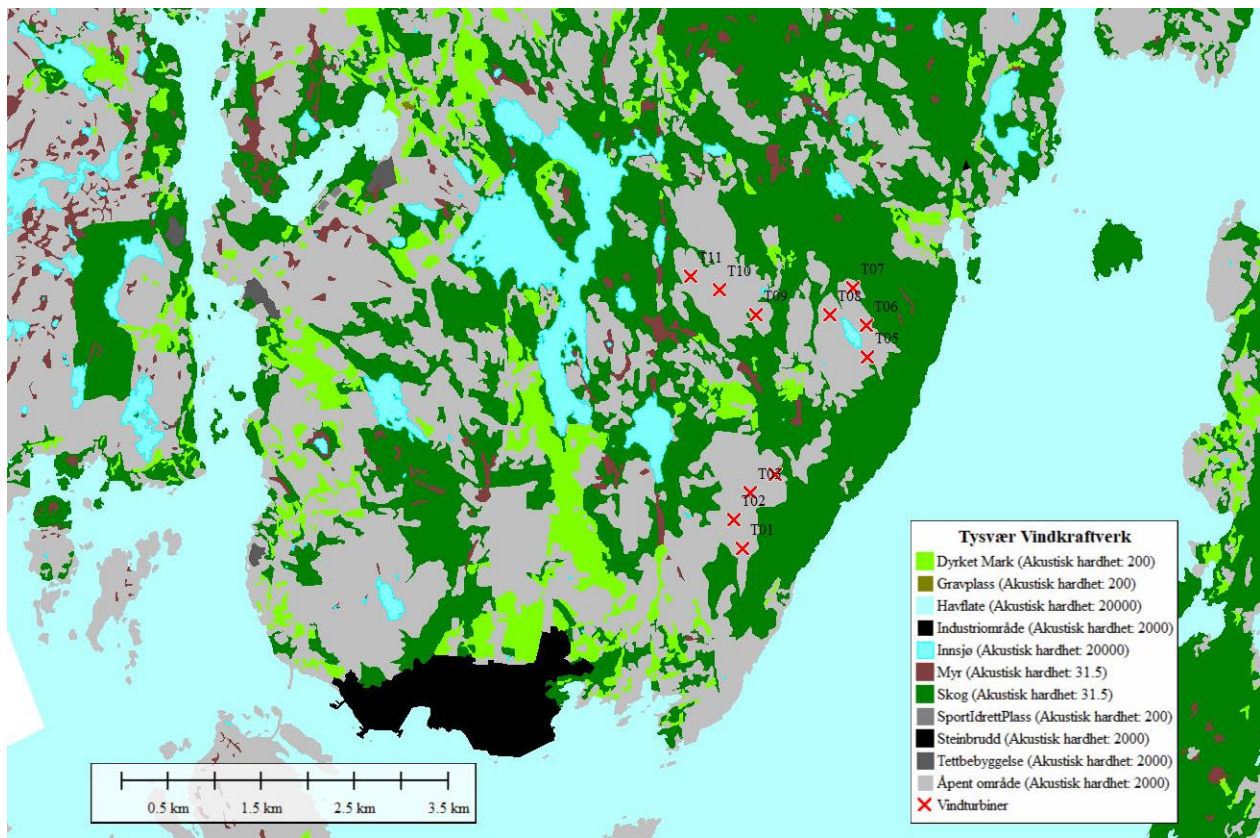 T11
T10
T07
T09
T08
T06
T05
T03
T02
T01
Tysvær Vindkraftverk
Dyrket Mark (Akustisk hardhet: 200)
Gravplass (Akustisk hardhet: 200)
Havflate (Akustisk hardhet: 20000)
Industriområde (Akustisk hardhet: 2000)
Innsjø (Akustisk hardhet: 20000)
Myr (Akustisk hardhet: 31.5)
Skog (Akustisk hardhet: 31.5)
SportIdrettPlass (Akustisk hardhet: 200)
Steinbrudd (Akustisk hardhet: 2000)
Tettbebyggelse (Akustisk hardhet: 2000)
Åpent område (Akustisk hardhet: 2000)
Vindturbiner
0.5 km 1.5 km 2.5 km 3.5 km